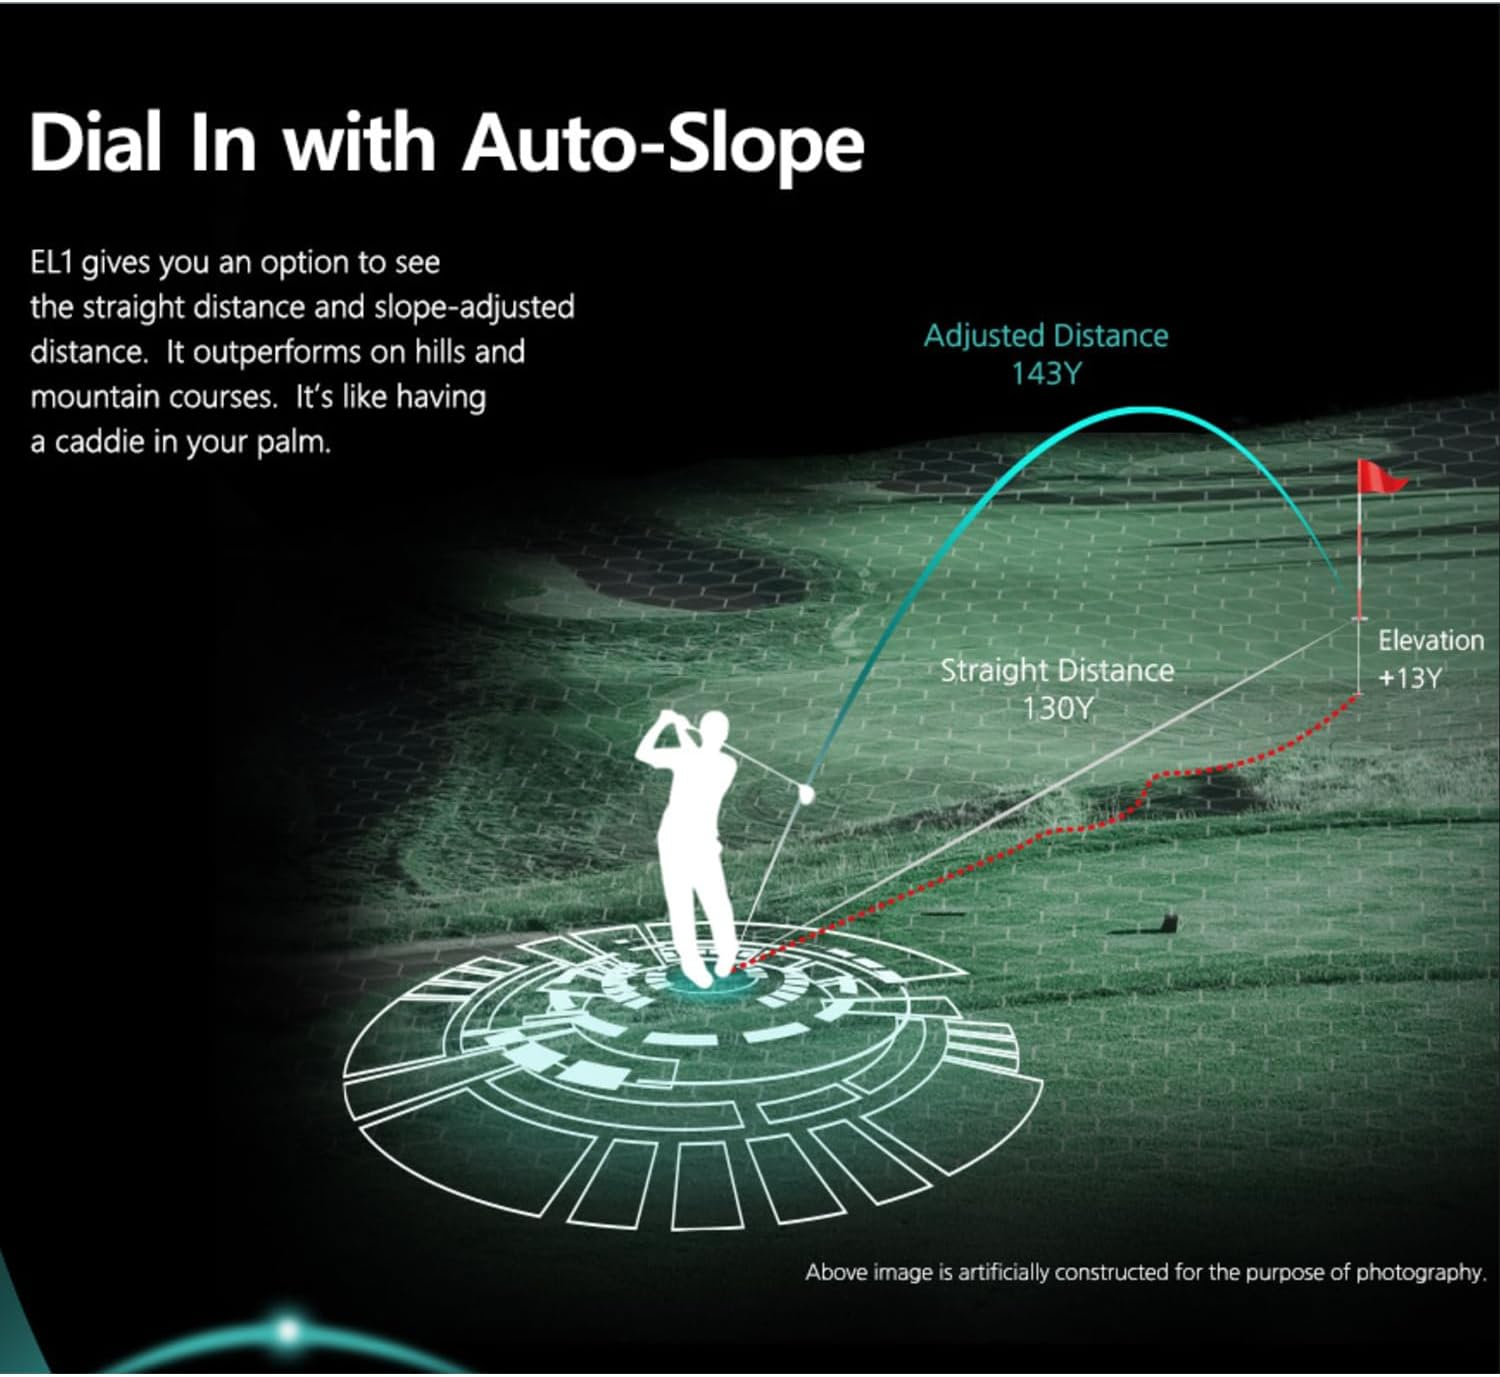 Dial In with Auto-Slope
EL1 gives you an option to see
the straight distance and slope-adjusted
distance.  It outperforms on hills and
mountain courses.  It's like having
a caddie in your palm.
Adjusted Distance
143Y
Straight Distance
130Y
Elevation
+13Y
Above image is artificially constructed for the purpose of photography.